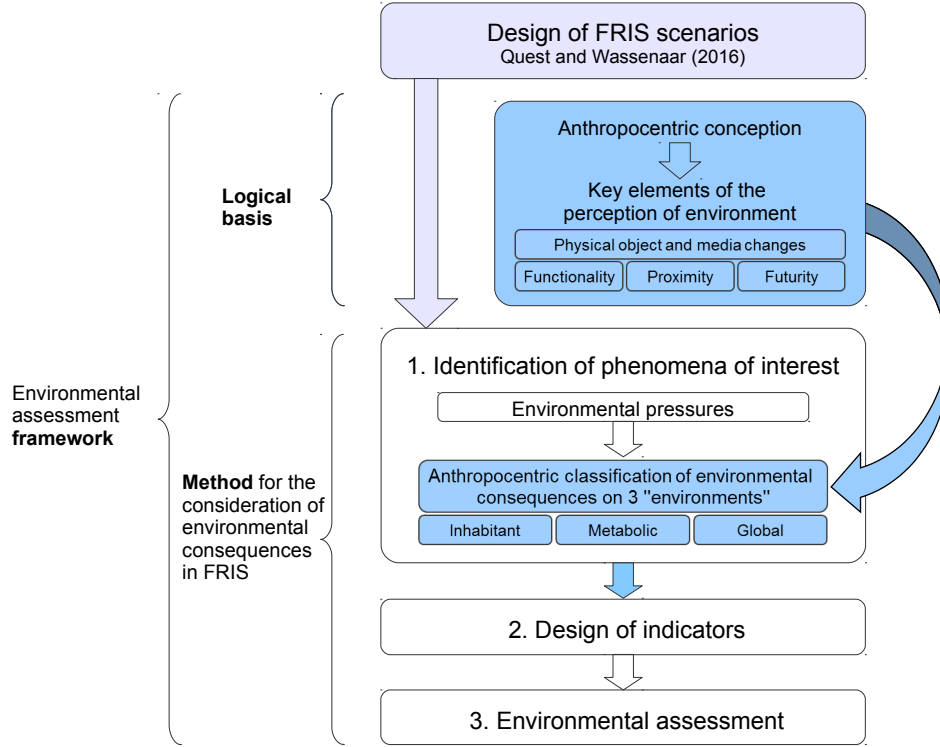 Design of FRIS scenarios
Quest and Wassenaar (2016)
Anthropocentric conception
Key elements of the
perception of environment
Physical object and media changes
Functionality
Proximity
Futurity
Logical
basis
1. Identification of phenomena of interest
Environmental pressures
Anthropocentric classification of environmental
consequences on 3 "environments"
Inhabitant
Metabolic
Global
Environmental
assessment
framework
Method for the
consideration of
environmental
consequences
in FRIS
2. Design of indicators
3. Environmental assessment